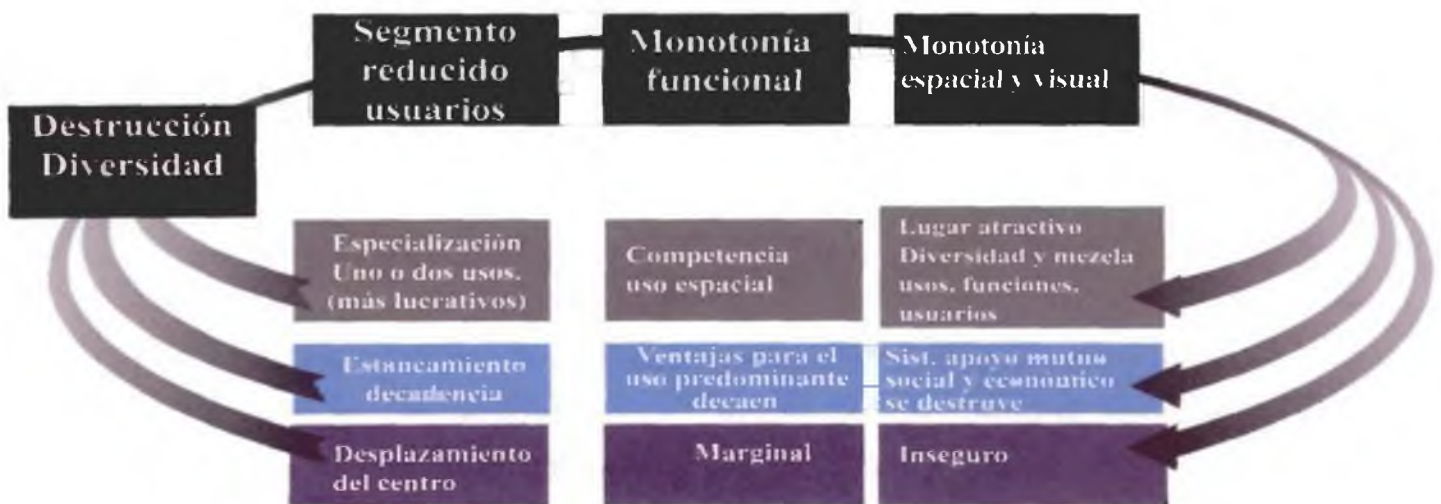 Destrucción
Diversidad
Segmento
reducido
usuarios
Monotonía
funcional
Monotonía
espacial y visual
Especialización
Uno o dos usos.
(más lucrativos)
Competencia
uso espacial
Lugar atractivo
Diversidad y mezcla
usos, funciones,
usuarios
Estancamiento
decadencia
Ventajas para el
uso predominante
decaen
Sist. apoyo mutuo
social y económico
se destruye
Desplazamiento
del centro
Marginal
Inseguro